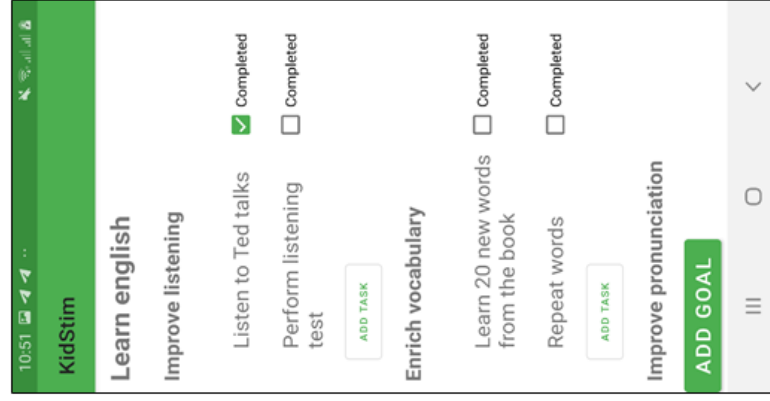 10:51
KidStim
Learn english
Improve listening
Listen to Ted talks
Completed
Perform listening
test
Completed
ADD TASK
Enrich vocabulary
Learn 20 new words
from the book
Completed
Repeat words
Completed
ADD TASK
Improve pronunciation
ADD GOAL